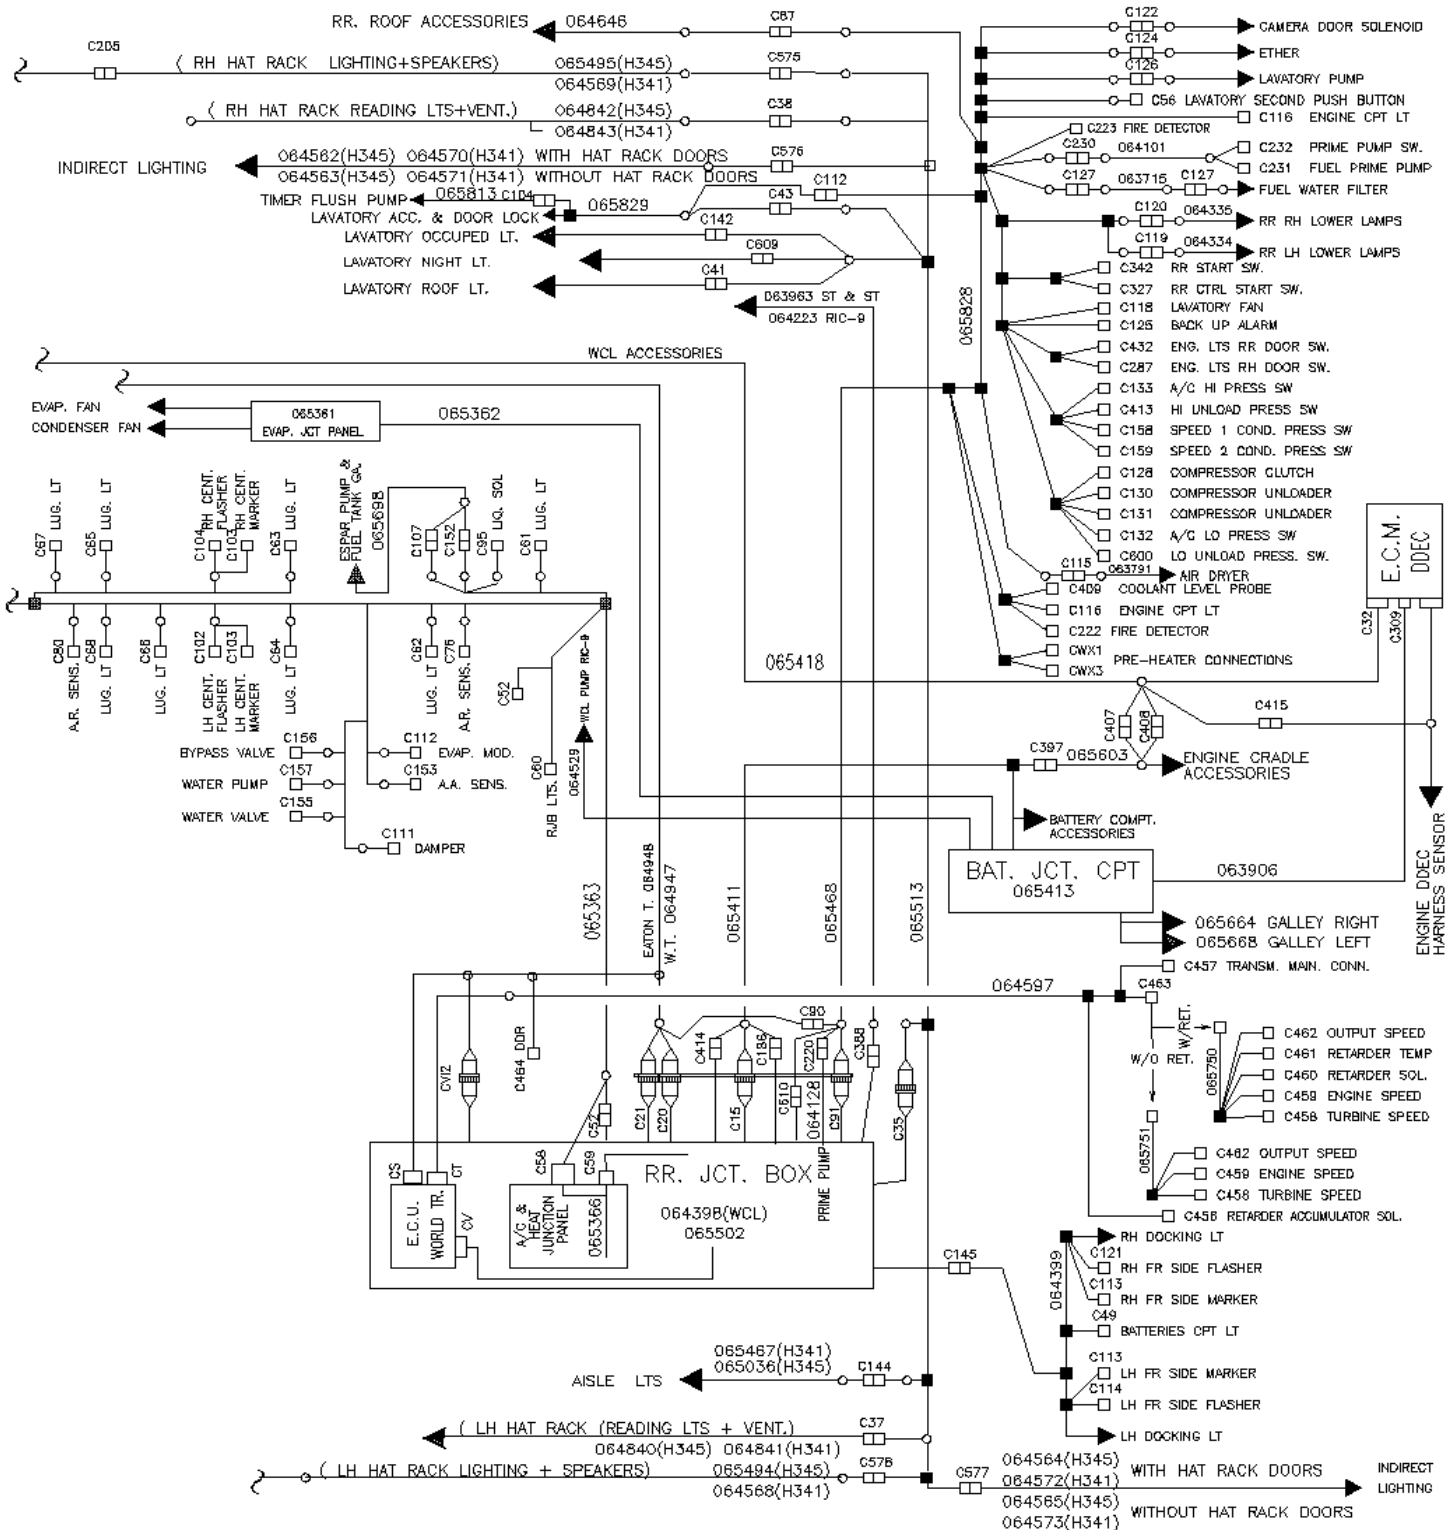 RR. ROOF ACCESSORIES 064646 C87
C205 ( RH HAT RACK LIGHTING+SPEAKERS) 065495(H345) C575
064569(H341)
( RH HAT RACK READING LTS+VENT.) 064842(H345) C38
064843(H341)
INDIRECT LIGHTING 064562(H345) 064570(H341) WITH HAT RACK DOORS C576
064563(H345) 064571(H341) WITHOUT HAT RACK DOORS
TIMER FLUSH PUMP 065813 C104 C112
LAVATORY ACC. & DOOR LOCK 065829 C43
LAVATORY OCCUPED LT. C142
LAVATORY NIGHT LT. C609
LAVATORY ROOF LT. C41
063963 ST & ST
064223 RIC-9
C122 CAMERA DOOR SOLENOID
C124 ETHER
C126 LAVATORY PUMP
C56 LAVATORY SECOND PUSH BUTTON
C116 ENGINE CPT LT
C223 FIRE DETECTOR
C230 064101 C232 PRIME PUMP SW.
C231 FUEL PRIME PUMP
C127 063715 C127 FUEL WATER FILTER
C120 064335 RR RH LOWER LAMPS
C119 064334 RR LH LOWER LAMPS
C342 RR START SW.
C327 RR CTRL START SW.
C118 LAVATORY FAN
C125 BACK UP ALARM
C432 ENG. LTS RR DOOR SW.
C287 ENG. LTS RH DOOR SW.
C133 A/C HI PRESS SW
C413 HI UNLOAD PRESS SW
C158 SPEED 1 COND. PRESS SW
C159 SPEED 2 COND. PRESS SW
C128 COMPRESSOR CLUTCH
C130 COMPRESSOR UNLOADER
C131 COMPRESSOR UNLOADER
C132 A/C LO PRESS SW
C600 LO UNLOAD PRESS. SW.
C115 063791 AIR DRYER
C409 COOLANT LEVEL PROBE
C116 ENGINE CPT LT
C222 FIRE DETECTOR
CWX1
CWX3
PRE-HEATER CONNECTIONS
065828
WCL ACCESSORIES
EVAP. FAN
CONDENSER FAN
065361
EVAP. JCT PANEL
065362
C67 LUG. LT
C65 LUG. LT
C104 RH CENT. FLASHER
C103 RH CENT. MARKER
C63 LUG. LT
ESPAR PUMP & FUEL TANK GA.
065698
C107
C152
C95 LIQ. SOL
C61 LUG. LT
C80 A.R. SENS.
C68 LUG. LT
C66 LUG. LT
C102 LH CENT. FLASHER
C103 LH CENT. MARKER
C64 LUG. LT
C62 LUG. LT
C76 A.R. SENS.
C52
C60 RJB LTS.
WCL PUMP RIC-9
064529
BYPASS VALVE C156 C112 EVAP. MOD.
WATER PUMP C157 C153 A.A. SENS.
WATER VALVE C155
C111 DAMPER
E.C.M.
DDEC
C32
C309
065418
C407
C408
C415
C397 065603
ENGINE CRADLE
ACCESSORIES
BATTERY COMPT.
ACCESSORIES
BAT. JCT. CPT
065413
063906
ENGINE DDEC
HARNESS SENSOR
065664 GALLEY RIGHT
065668 GALLEY LEFT
065363
EATON T. 064948
W.T. 064947
065411
065468
065513
C457 TRANSM. MAIN. CONN.
064597
C463
W/RET.
W/O RET.
065750
C462 OUTPUT SPEED
C461 RETARDER TEMP
C460 RETARDER SOL.
C459 ENGINE SPEED
C458 TURBINE SPEED
065751
C462 OUTPUT SPEED
C459 ENGINE SPEED
C458 TURBINE SPEED
C456 RETARDER ACCUMULATOR SOL.
CVI2
C464 DDR
C52
C21
C20
C414
C15
C186
C90
C510
C220
064128
C91
C388
C35
CS
CT
E.C.U.
WORLD TR.
CV
C58
C59
A/C &
HEAT
JUNCTION
PANEL
065366
RR. JCT. BOX
PRIME PUMP
064398(WCL)
065502
C145
064399
RH DOCKING LT
C121
RH FR SIDE FLASHER
C113
RH FR SIDE MARKER
C49
BATTERIES CPT LT
C113
LH FR SIDE MARKER
C114
LH FR SIDE FLASHER
LH DOCKING LT
065467(H341)
AISLE LTS 065036(H345) C144
( LH HAT RACK (READING LTS + VENT.) C37
064840(H345) 064841(H341)
( LH HAT RACK LIGHTING + SPEAKERS) 065494(H345) C578
064568(H341)
C577
064564(H345)
064572(H341) WITH HAT RACK DOORS
064565(H345)
064573(H341) WITHOUT HAT RACK DOORS
INDIRECT
LIGHTING